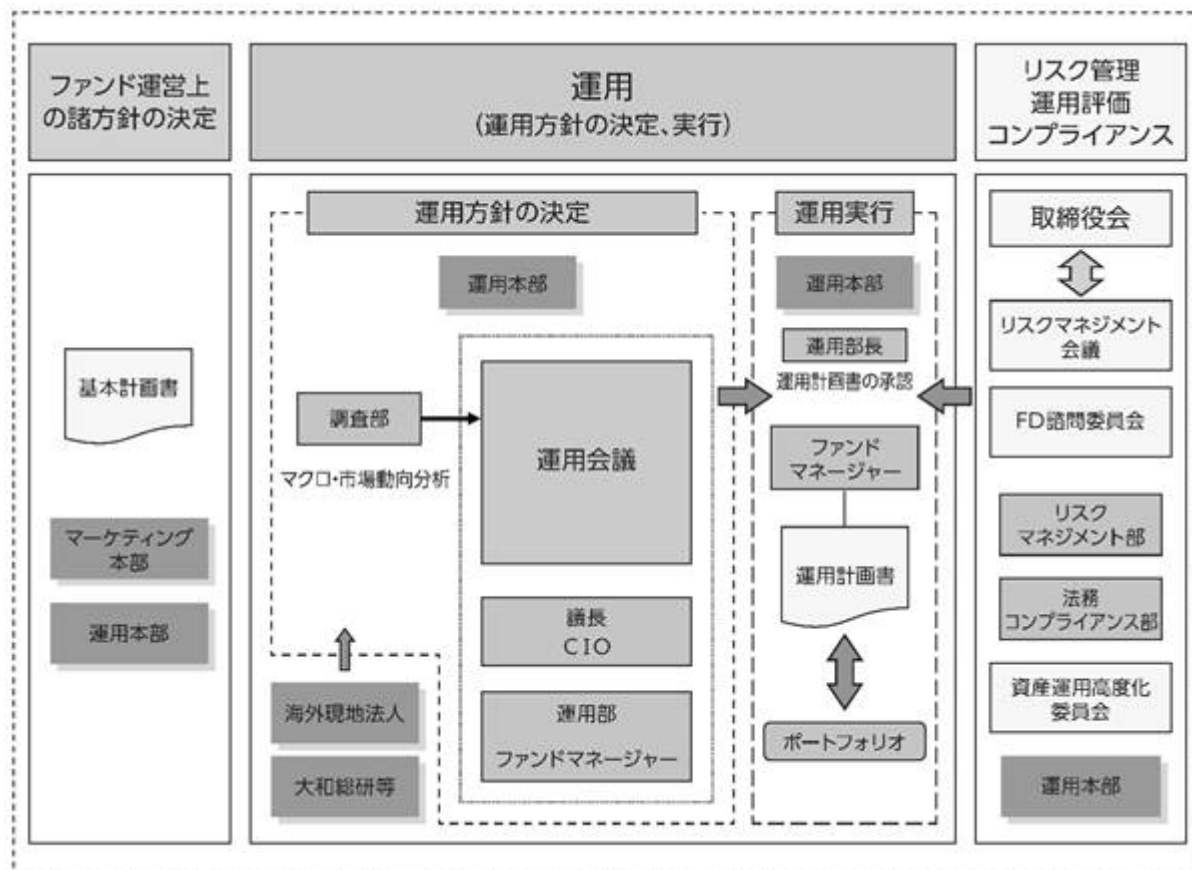 ファンド運営上
の諸方針の決定
運用
(運用方針の決定、実行)
リスク管理
運用評価
コンプライアンス
基本計画書
マーケティング
本部
運用本部
運用方針の決定
運用本部
調査部
マクロ・市場動向分析
運用会議
議長
CIO
運用部
ファンドマネージャー
海外現地法人
大和総研等
運用実行
運用本部
運用部長
運用計画書の承認
ファンド
マネージャー
運用計画書
ポートフォリオ
取締役会
リスクマネジメント
会議
FD諮問委員会
リスク
マネジメント部
法務
コンプライアンス部
資産運用高度化
委員会
運用本部